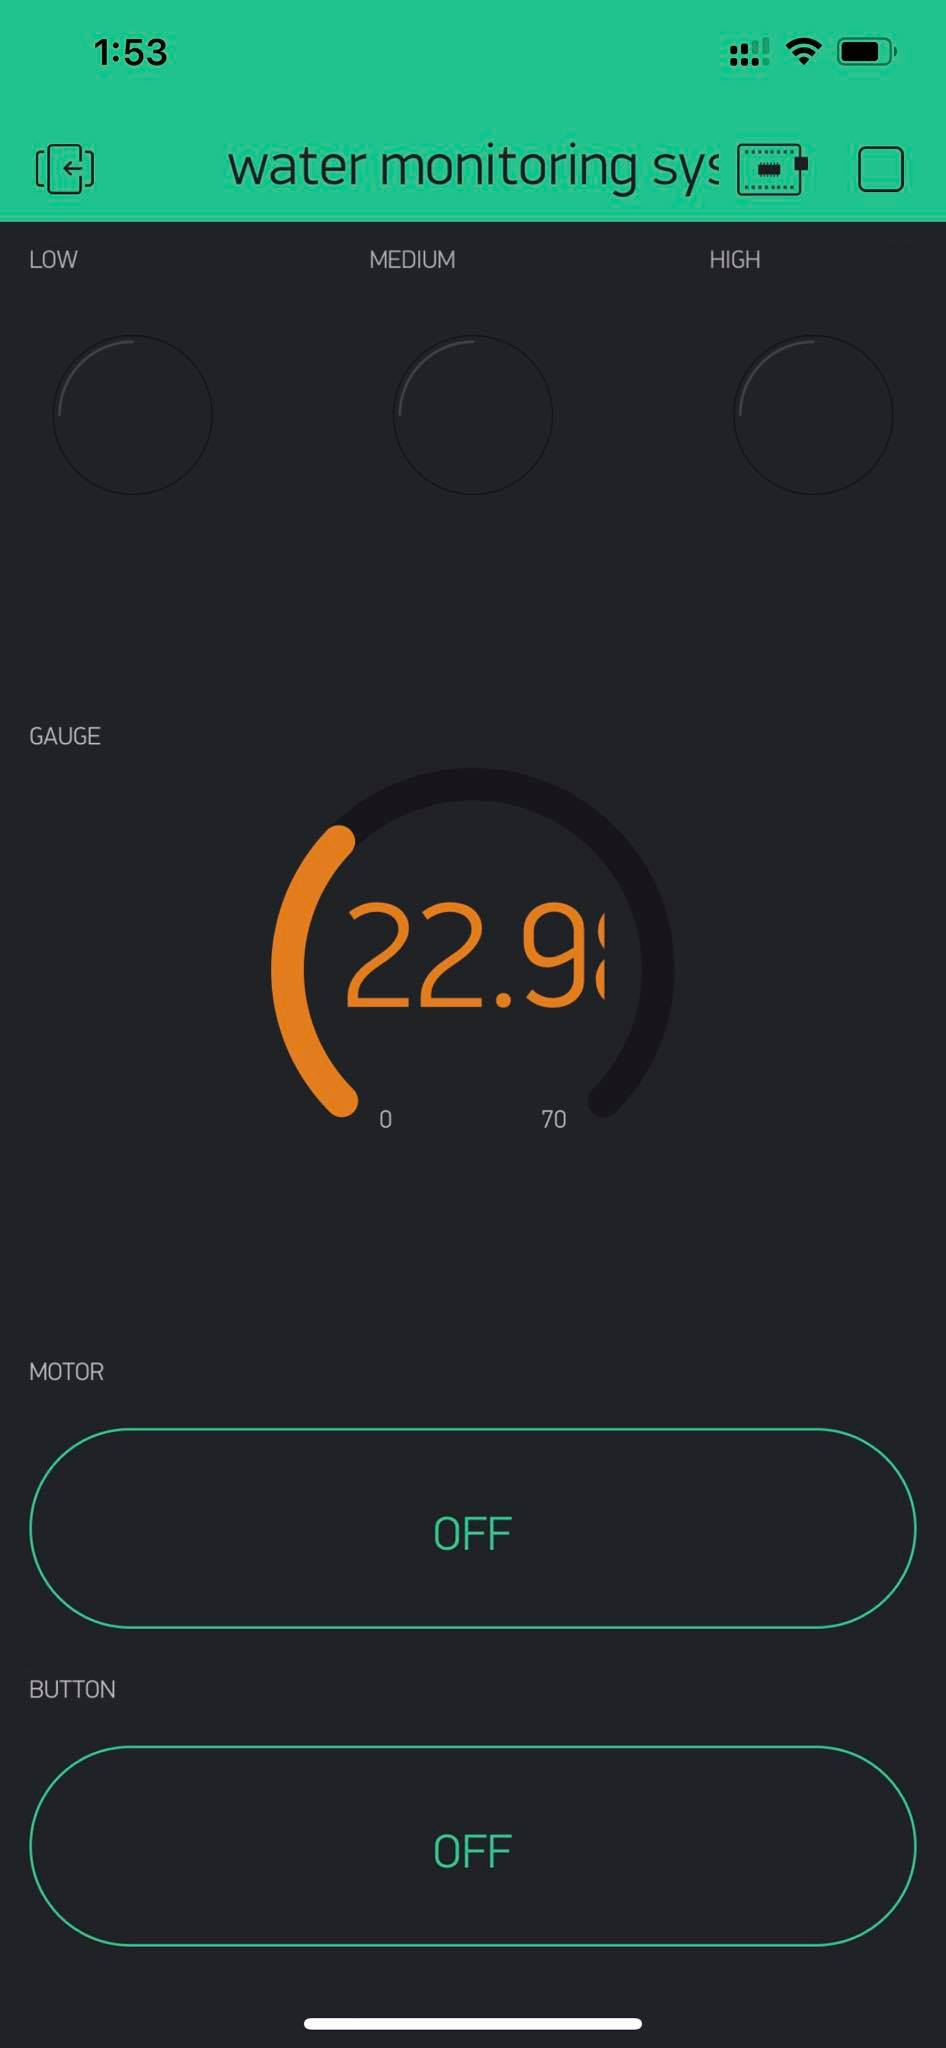 1:53
water monitoring sys
LOW MEDIUM HIGH
GAUGE
22.9
0 70
MOTOR
OFF
BUTTON
OFF